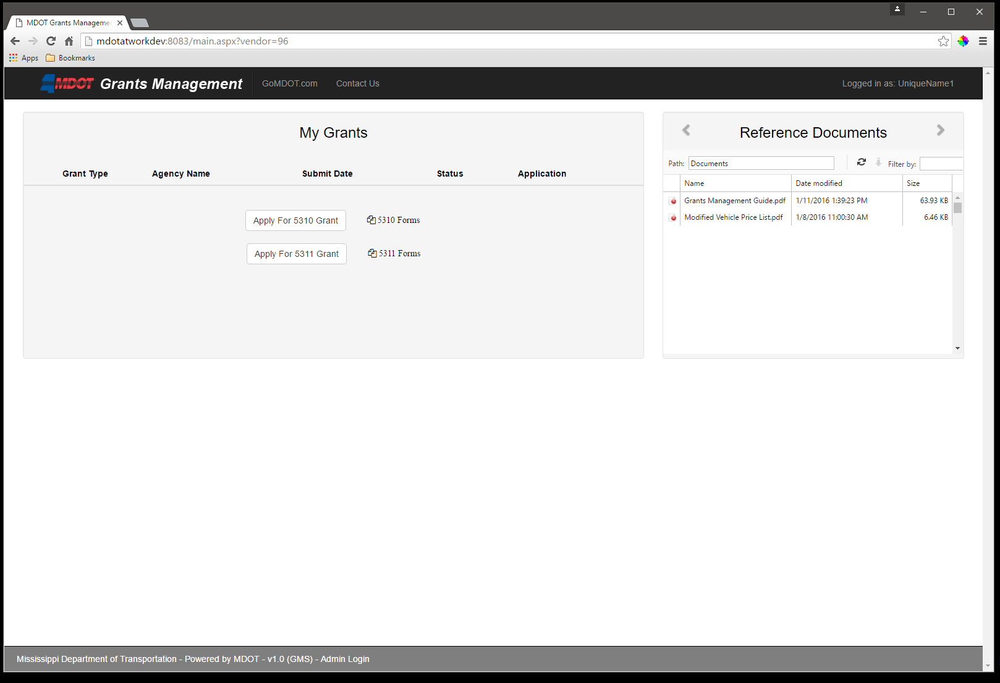 MDOT Grants Manageme
mdotatworkdev:8083/main.aspx?vendor=96
Apps Bookmarks
MDOT Grants Management GoMDOT.com Contact Us Logged in as: UniqueName1
My Grants
Grant Type Agency Name Submit Date Status Application
Apply For 5310 Grant 5310 Forms
Apply For 5311 Grant 5311 Forms
Reference Documents
Path: Documents Filter by:
Name Date modified Size
Grants Management Guide.pdf 1/11/2016 1:39:23 PM 63.93 KB
Modified Vehicle Price List.pdf 1/8/2016 11:00:30 AM 6.46 KB
Mississippi Department of Transportation - Powered by MDOT - v1.0 (GMS) - Admin Login